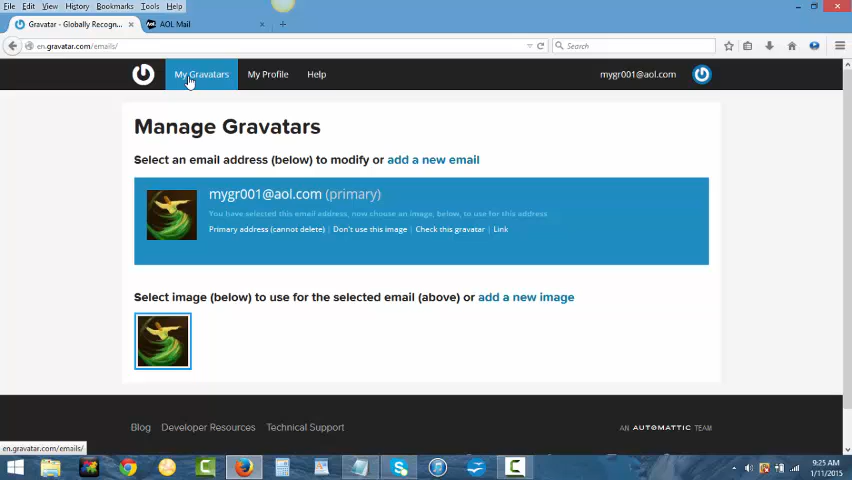 File Edit View History Bookmarks Tools Help
Gravatar - Globally Recogn... × AOL Mail × +
en.gravatar.com/emails/ Search
My Gravatars My Profile Help mygr001@aol.com
Manage Gravatars
Select an email address (below) to modify or add a new email
mygr001@aol.com (primary)
You have selected this email address, now choose an image, below, to use for this address
Primary address (cannot delete) | Don't use this image | Check this gravatar | Link
Select image (below) to use for the selected email (above) or add a new image
Blog Developer Resources Technical Support AN AUTOMATTIC TEAM
en.gravatar.com/emails/
9:25 AM
1/11/2015